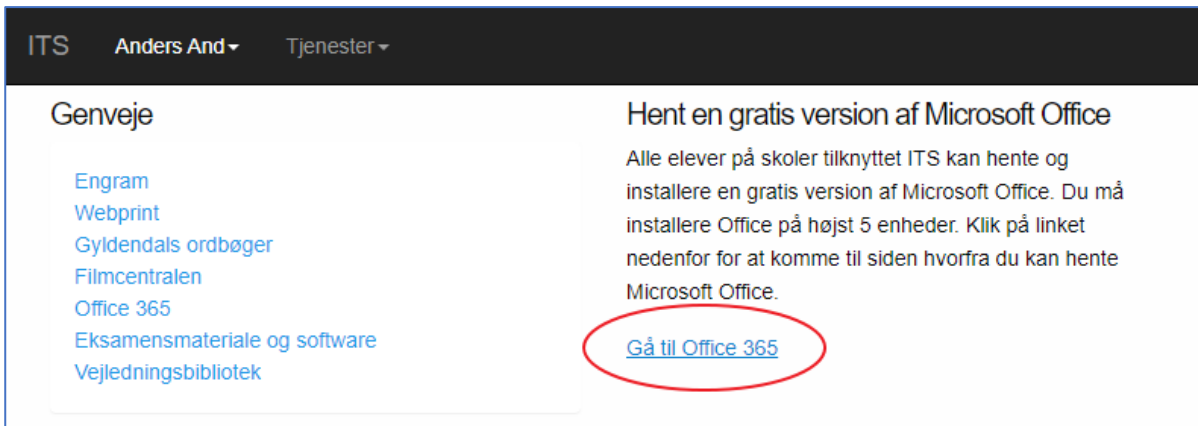 ITS Anders And Tjenester
Genveje
Engram
Webprint
Gyldendals ordbøger
Filmcentralen
Office 365
Eksamensmateriale og software
Vejledningsbibliotek
Hent en gratis version af Microsoft Office
Alle elever på skoler tilknyttet ITS kan hente og
installere en gratis version af Microsoft Office. Du må
installere Office på højst 5 enheder. Klik på linket
nedenfor for at komme til siden hvorfra du kan hente
Microsoft Office.
Gå til Office 365